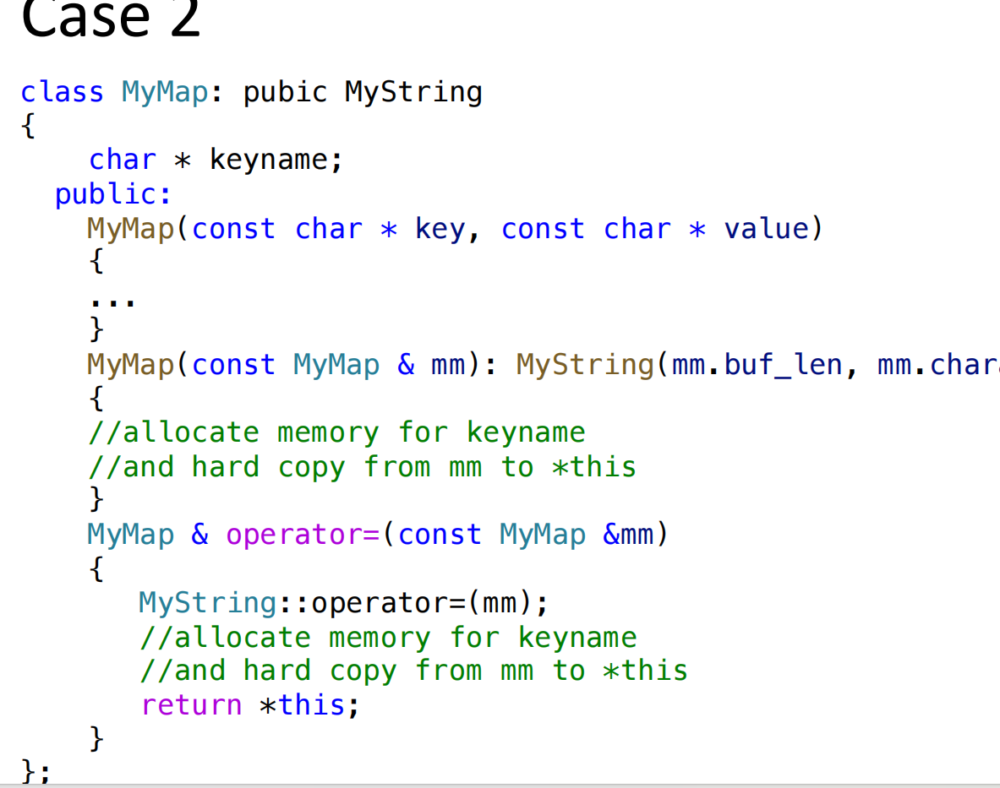 Case 2
class MyMap: pubic MyString
{
char * keyname;
public:
MyMap(const char * key, const char * value)
{
...
}
MyMap(const MyMap & mm): MyString(mm.buf_len, mm.chara
{
//allocate memory for keyname
//and hard copy from mm to *this
}
MyMap & operator=(const MyMap &mm)
{
MyString::operator=(mm);
//allocate memory for keyname
//and hard copy from mm to *this
return *this;
}
};